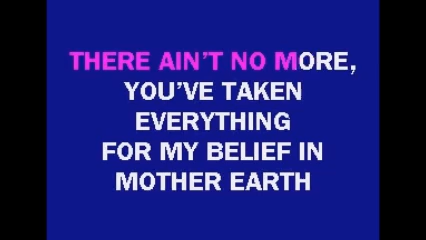 THERE AIN'T NO MORE,
YOU'VE TAKEN
EVERYTHING
FOR MY BELIEF IN
MOTHER EARTH